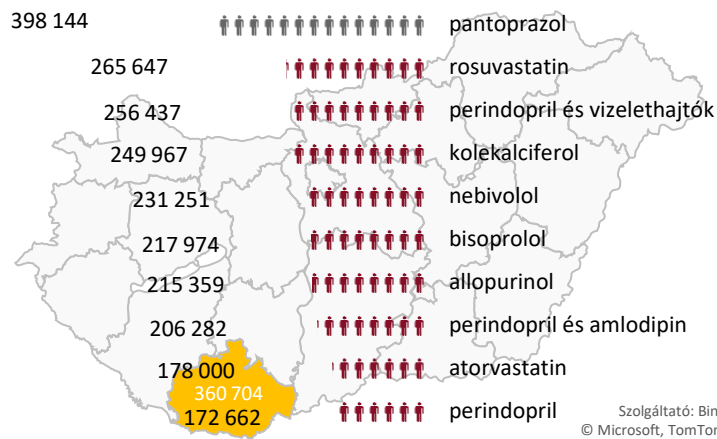 398 144 pantoprazol
265 647 rosuvastatin
256 437 perindopril és vizelethajtók
249 967 kolekalciferol
231 251 nebivolol
217 974 bisoprolol
215 359 allopurinol
206 282 perindopril és amlodipin
178 000 atorvastatin
360 704
172 662 perindopril
Szolgáltató: Bin
© Microsoft, TomTom